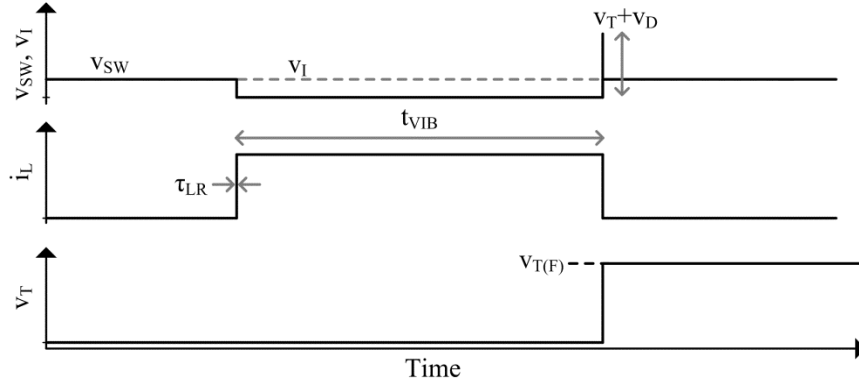 v_T+v_D
v_SW, v_I
v_SW
v_I
t_VIB
i_L
τ_LR
v_T(F)
v_T
Time